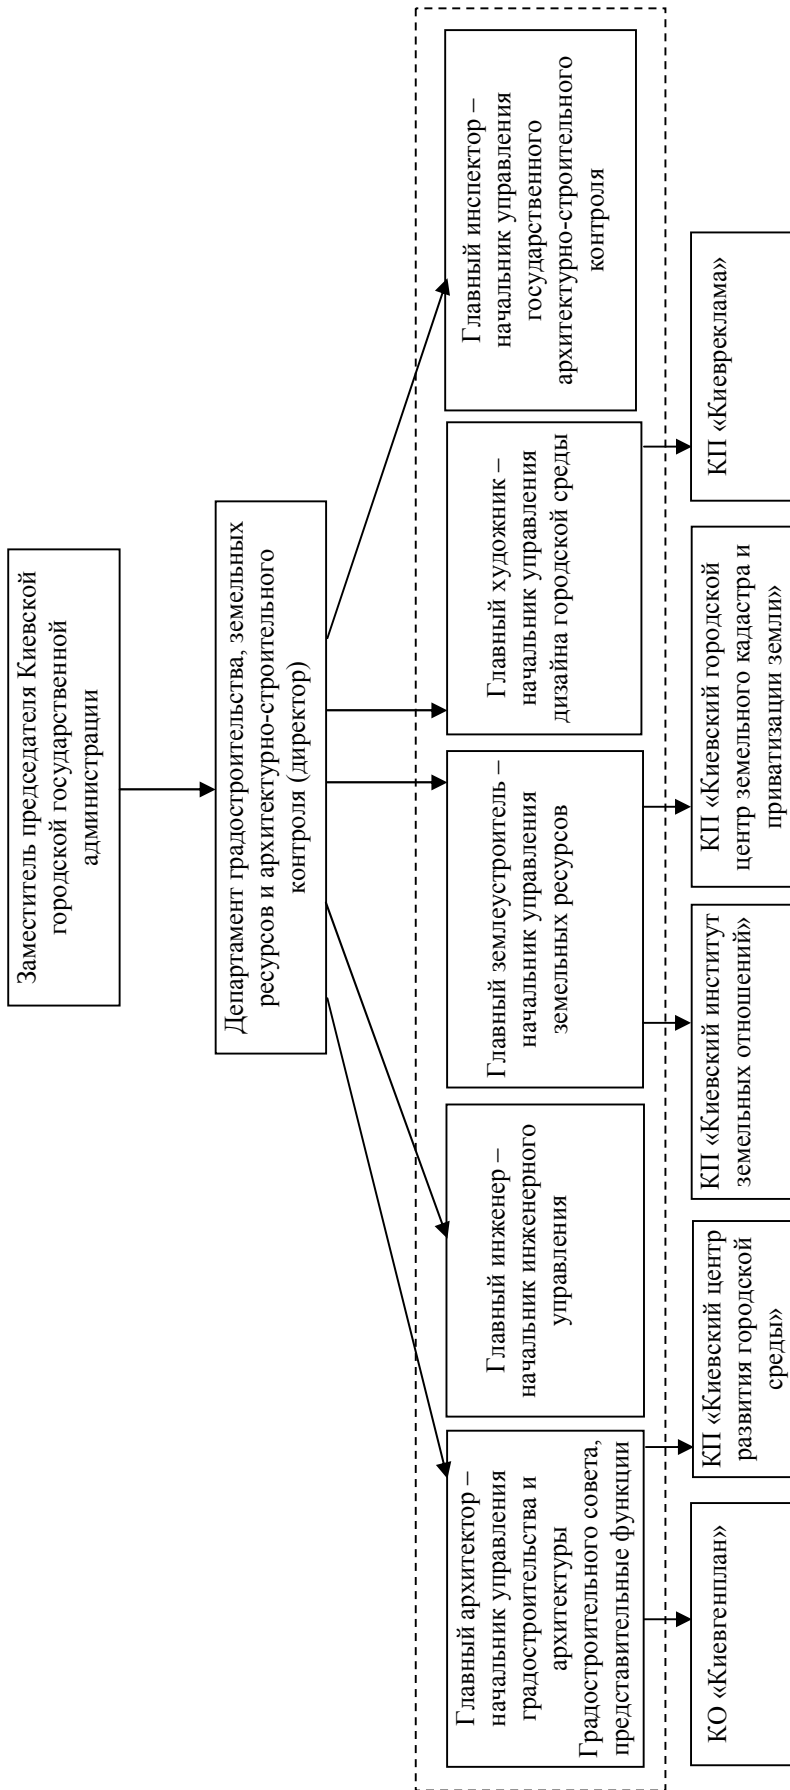 Заместитель председателя Киевской
городской государственной
администрации
Департамент градостроительства, земельных
ресурсов и архитектурно-строительного
контроля (директор)
Главный архитектор –
начальник управления
градостроительства и
архитектуры
Градостроительного совета,
представительные функции
Главный инженер –
начальник инженерного
управления
Главный землеустроитель –
начальник управления
земельных ресурсов
Главный художник –
начальник управления
дизайна городской среды
Главный инспектор –
начальник управления
государственного
архитектурно-строительного
контроля
КО «Киевгенплан»
КП «Киевский центр
развития городской
среды»
КП «Киевский институт
земельных отношений»
КП «Киевский городской
центр земельного кадастра и
приватизации земли»
КП «Киевреклама»